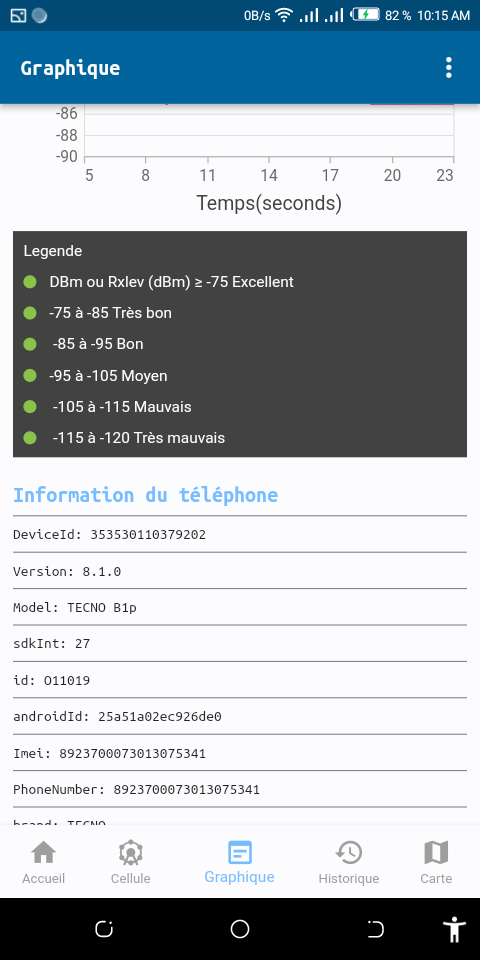 0B/s 82 % 10:15 AM
Graphique
-86
-88
-90
5 8 11 14 17 20 23
Temps(seconds)
Legende
DBm ou Rxlev (dBm) ≥ -75 Excellent
-75 à -85 Très bon
-85 à -95 Bon
-95 à -105 Moyen
-105 à -115 Mauvais
-115 à -120 Très mauvais
Information du téléphone
DeviceId: 353530110379202
Version: 8.1.0
Model: TECNO B1p
sdkInt: 27
id: O11019
androidId: 25a51a02ec926de0
Imei: 8923700073013075341
PhoneNumber: 8923700073013075341
brand: TECNO
Accueil Cellule Graphique Historique Carte